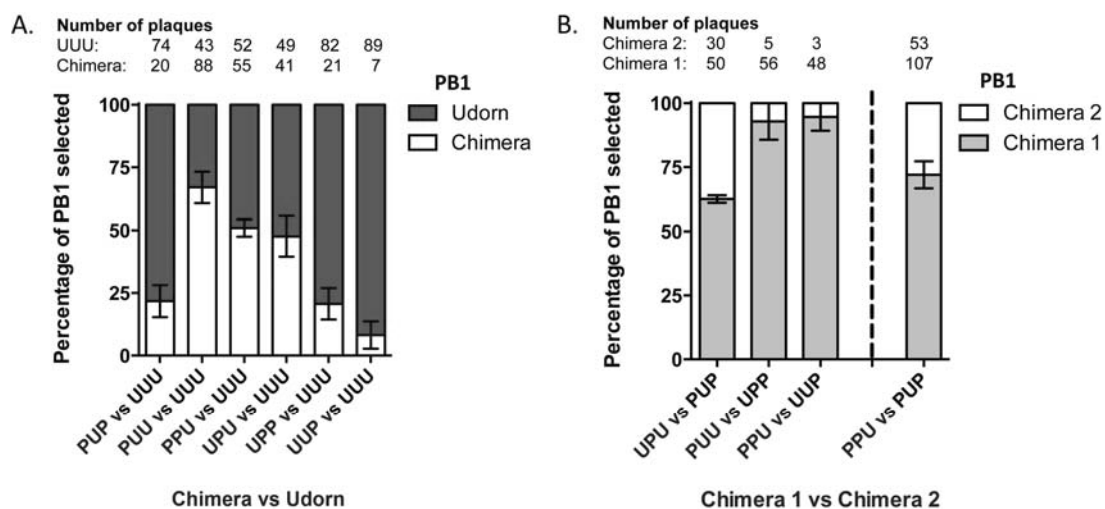 A.
Number of plaques
UUU: 74 43 52 49 82 89
Chimera: 20 88 55 41 21 7
PB1
Udorn
Chimera
Percentage of PB1 selected
100
75
50
25
0
PUP vs UUU
PUU vs UUU
PPU vs UUU
UPU vs UUU
UPP vs UUU
UUP vs UUU
Chimera vs Udorn
B.
Number of plaques
Chimera 2: 30 5 3 53
Chimera 1: 50 56 48 107
PB1
Chimera 2
Chimera 1
Percentage of PB1 selected
100
75
50
25
0
UPU vs PUP
PUU vs UPP
PPU vs UUP
PPU vs PUP
Chimera 1 vs Chimera 2